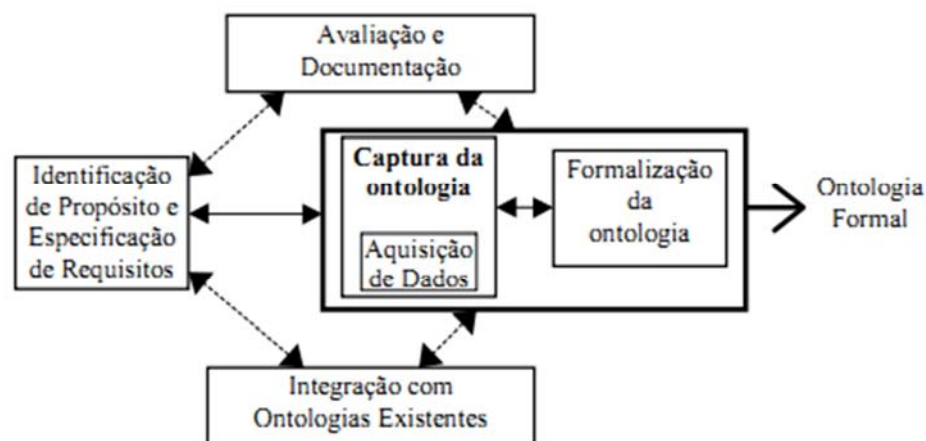 Avaliação e
Documentação
Identificação
de Propósito e
Especificação
de Requisitos
Captura da
ontologia
Aquisição
de Dados
Formalização
da
ontologia
Ontologia
Formal
Integração com
Ontologias Existentes